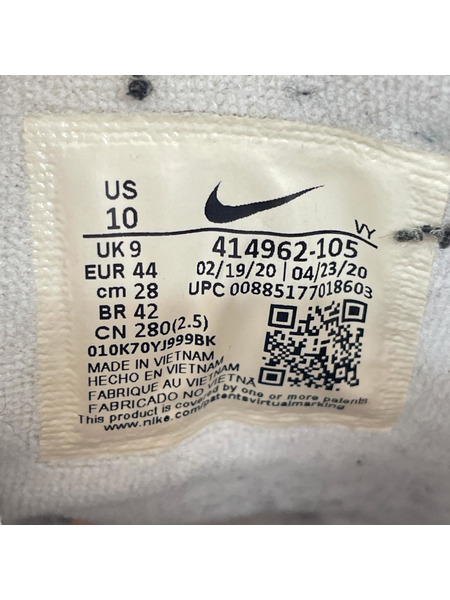 US
10
VY
UK 9
414962-105
EUR 44
02/19/20 | 04/23/20
cm 28
UPC 00885177018603
BR 42
CN 280(2.5)
010K70YJ999BK
MADE IN VIETNAM
HECHO EN VIETNAM
FABRIQUE AU VIETNAM
FABRICADO NO VIETNÃ
This product is covered one or more patents
www.nike.com/patentsvirtualmarking